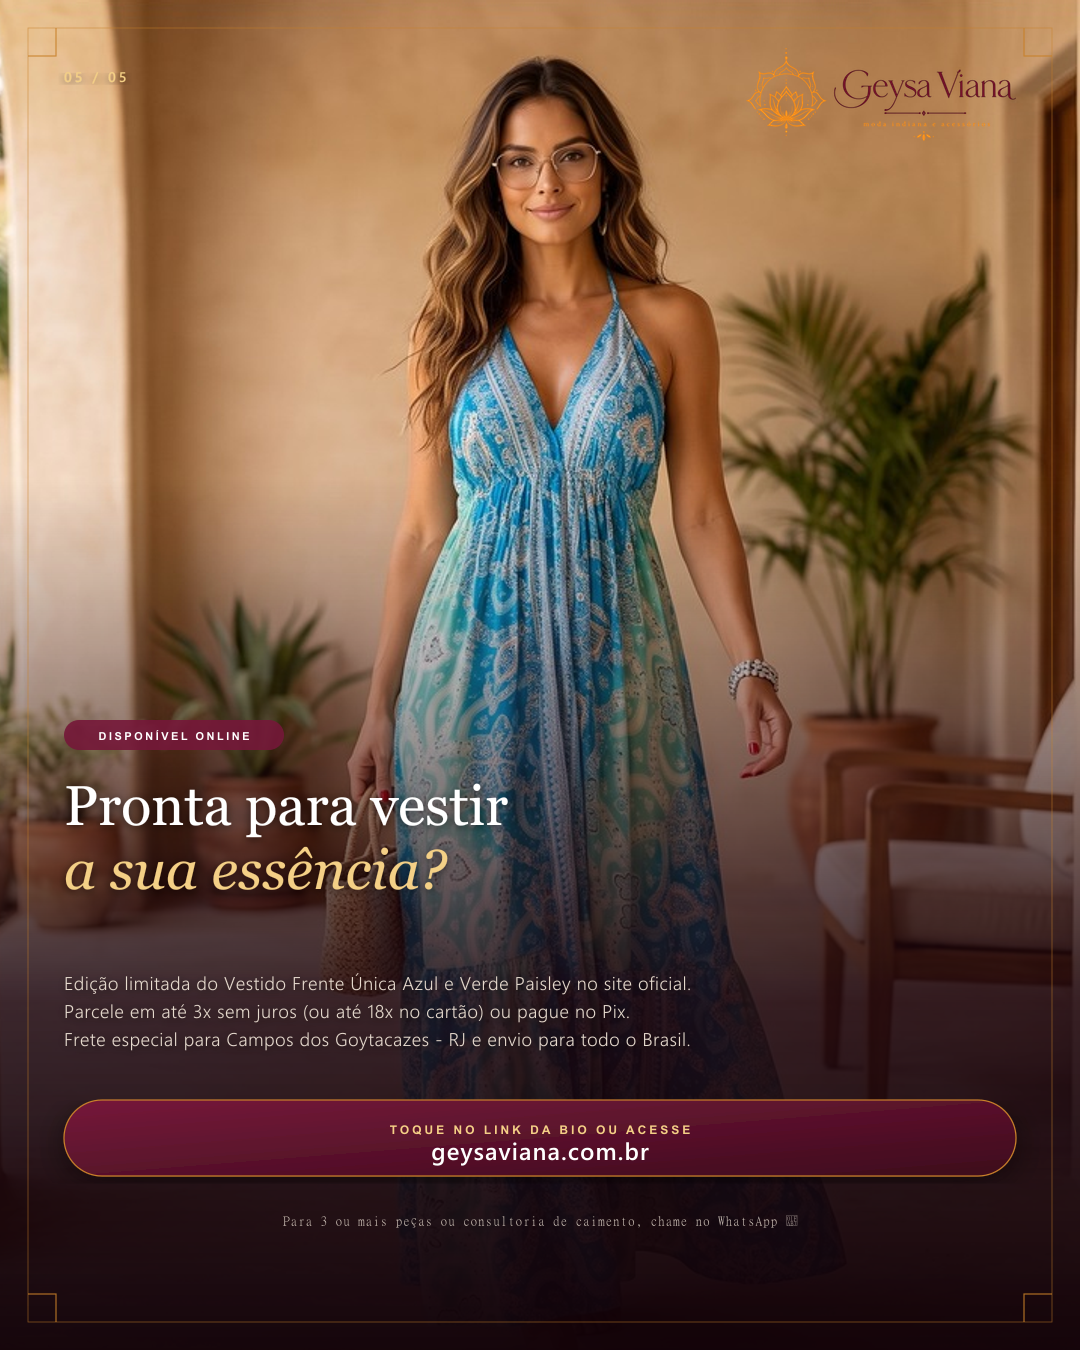 05 / 05
Geysa Viana
moda indiana e acessórios
DISPONÍVEL ONLINE
Pronta para vestir
a sua essência?
Edição limitada do Vestido Frente Única Azul e Verde Paisley no site oficial.
Parcele em até 3x sem juros (ou até 18x no cartão) ou pague no Pix.
Frete especial para Campos dos Goytacazes - RJ e envio para todo o Brasil.
TOQUE NO LINK DA BIO OU ACESSE
geysaviana.com.br
Para 3 ou mais peças ou consultoria de caimento, chame no WhatsApp